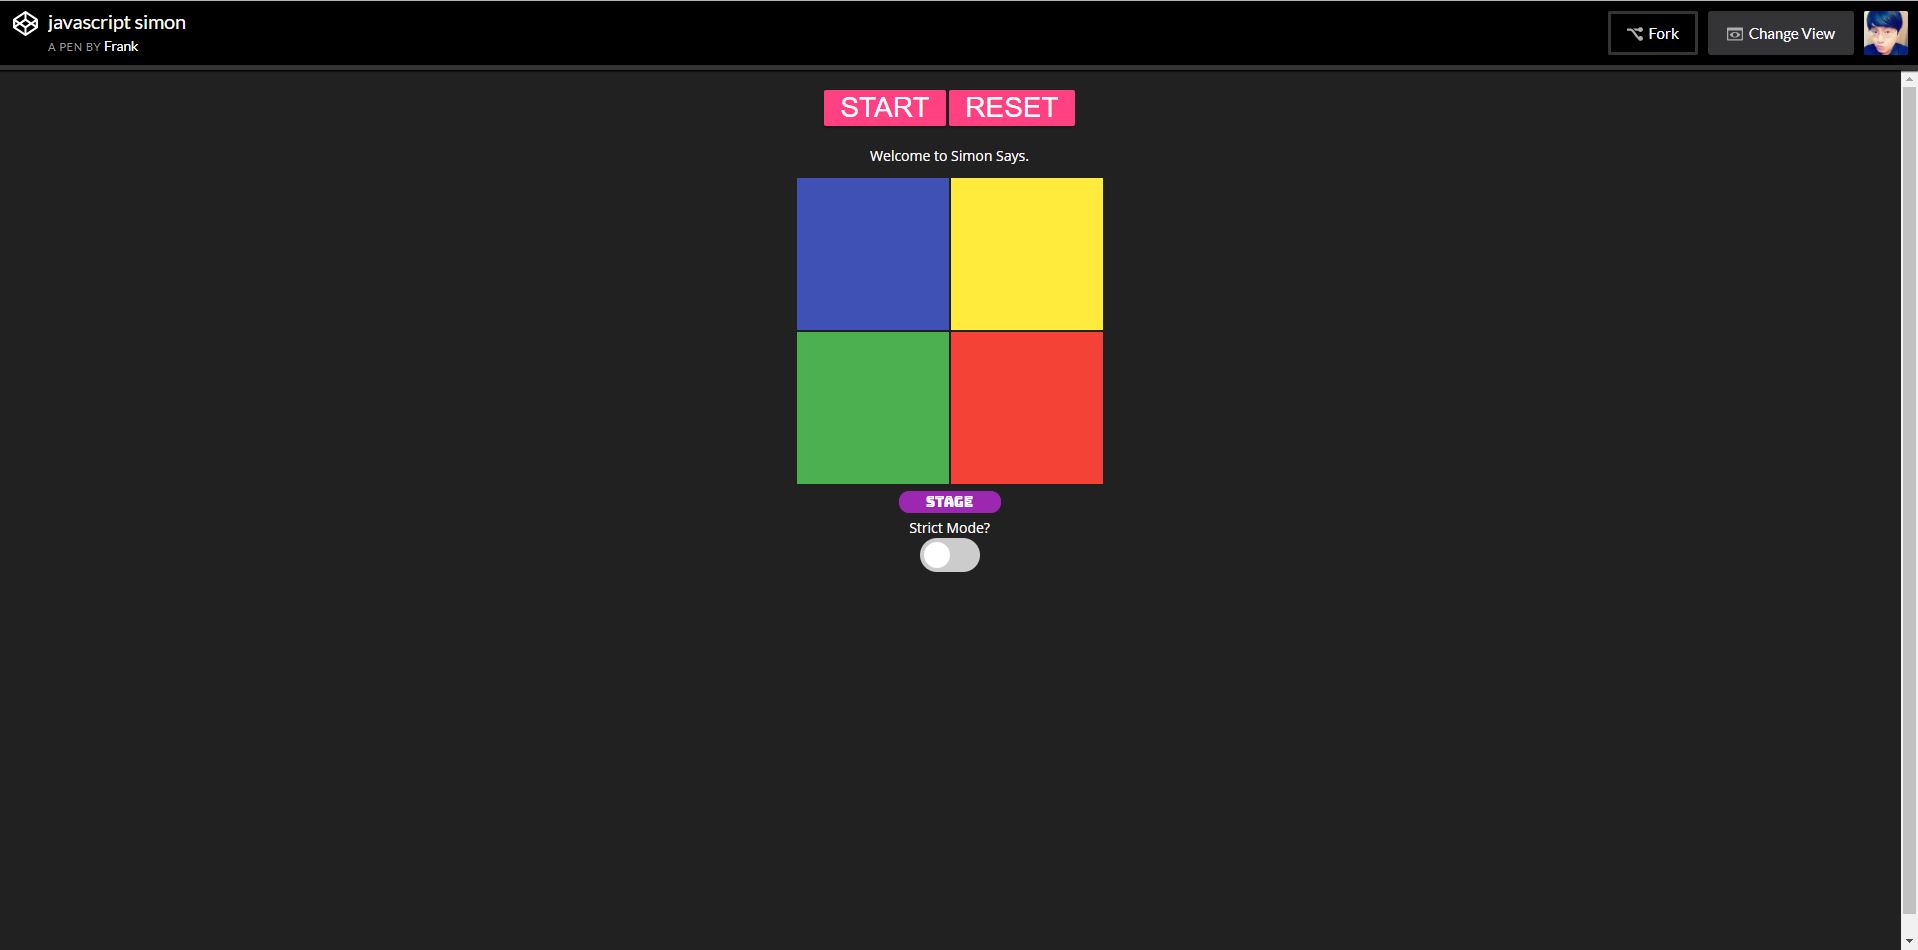 javascript simon
A PEN BY Frank
Fork
Change View
START RESET
Welcome to Simon Says.
STAGE
Strict Mode?